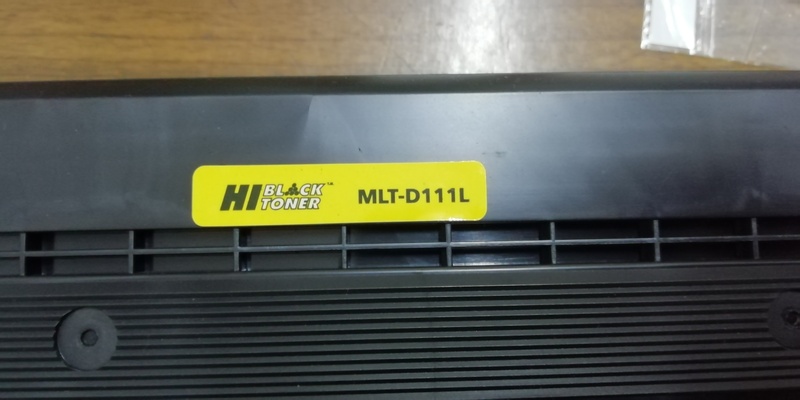 HI BLACK TONER MLT-D111L